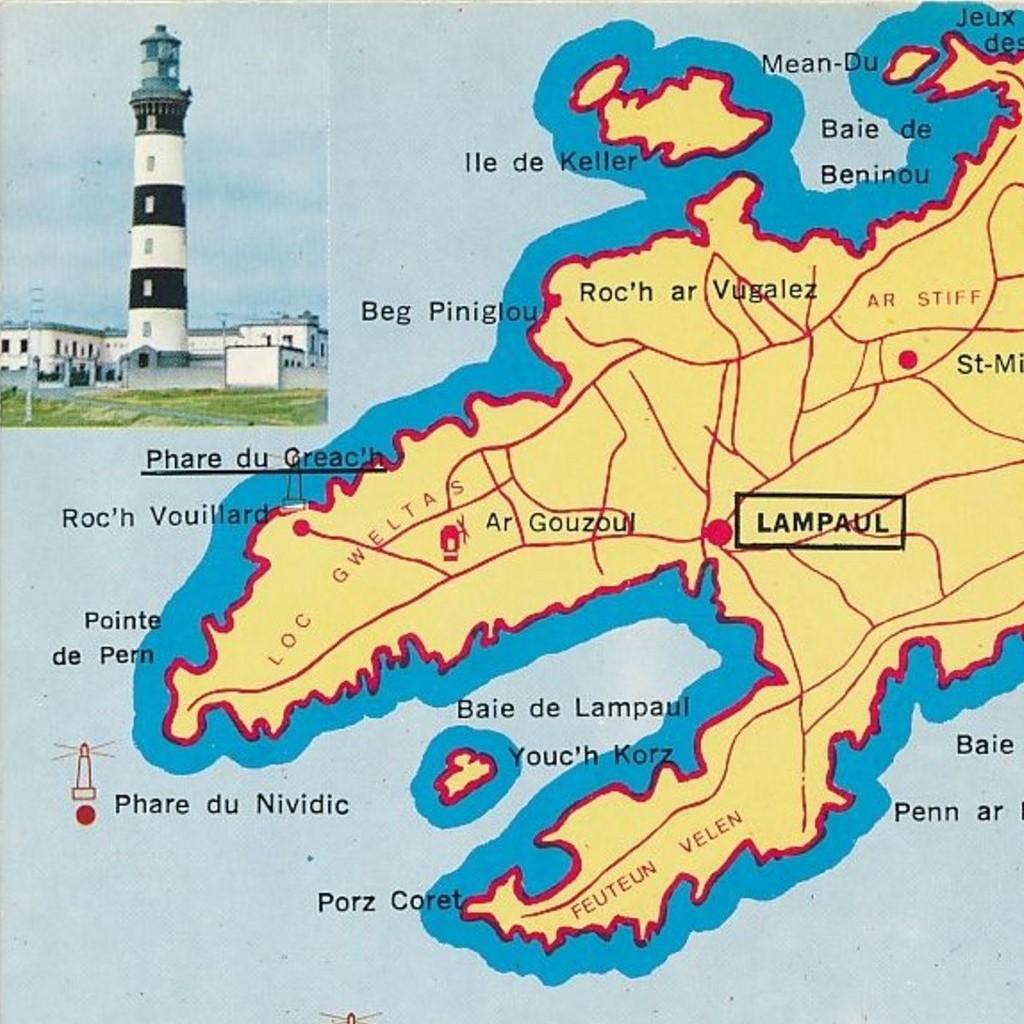 Jeux
des
Mean-Du
Baie de
Beninou
Ile de Keller
Roc'h ar Vugalez
AR STIFF
Beg Piniglou
St-Mi
Phare du Creac'h
Roc'h Vouillard
LOC GWELTAS
Ar Gouzoul
LAMPAUL
Pointe
de Pern
Baie de Lampaul
Youc'h Korz
Baie
Phare du Nividic
Penn ar
FEUTEUN VELEN
Porz Coret